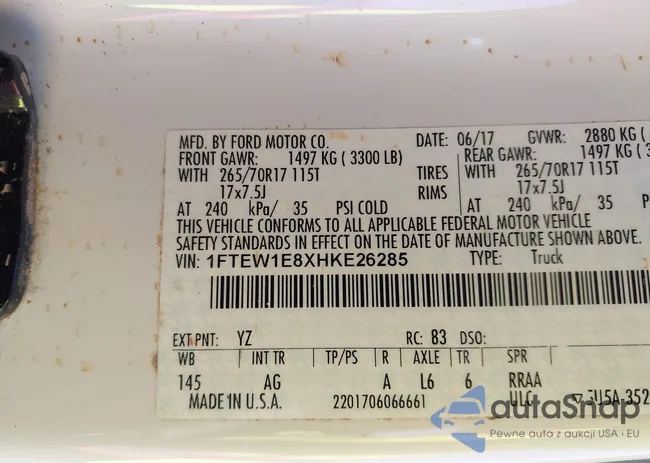 MFD. BY FORD MOTOR CO. DATE: 06/17 GVWR: 2880 KG (
FRONT GAWR: 1497 KG ( 3300 LB) REAR GAWR: 1497 KG ( 33
WITH 265/70R17 115T TIRES WITH 265/70R17 115T
17x7.5J RIMS 17x7.5J
AT 240 kPa/ 35 PSI COLD AT 240 kPa/ 35
THIS VEHICLE CONFORMS TO ALL APPLICABLE FEDERAL MOTOR VEHICLE
SAFETY STANDARDS IN EFFECT ON THE DATE OF MANUFACTURE SHOWN ABOVE.
VIN: 1FTEW1E8XHKE26285 TYPE: Truck
EXT PNT: YZ RC: 83 DSO:
WB INT TR TP/PS R AXLE TR SPR
145 AG A L6 6 RRAA
MADE IN U.S.A. 2201706066661 ULC 5U5A-352
autoSnap
Pewne auta z aukcji USA i EU